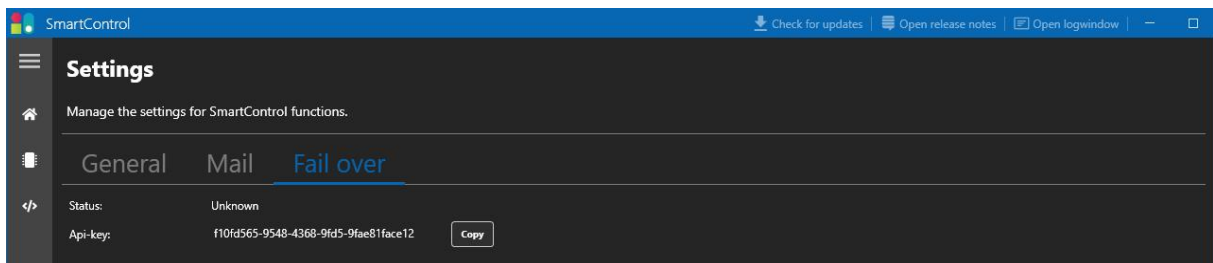 SmartControl
Check for updates | Open release notes | Open logwindow |
Settings
Manage the settings for SmartControl functions.
General Mail Fail over
Status: Unknown
Api-key: f10fd565-9548-4368-9fd5-9fae81face12 Copy